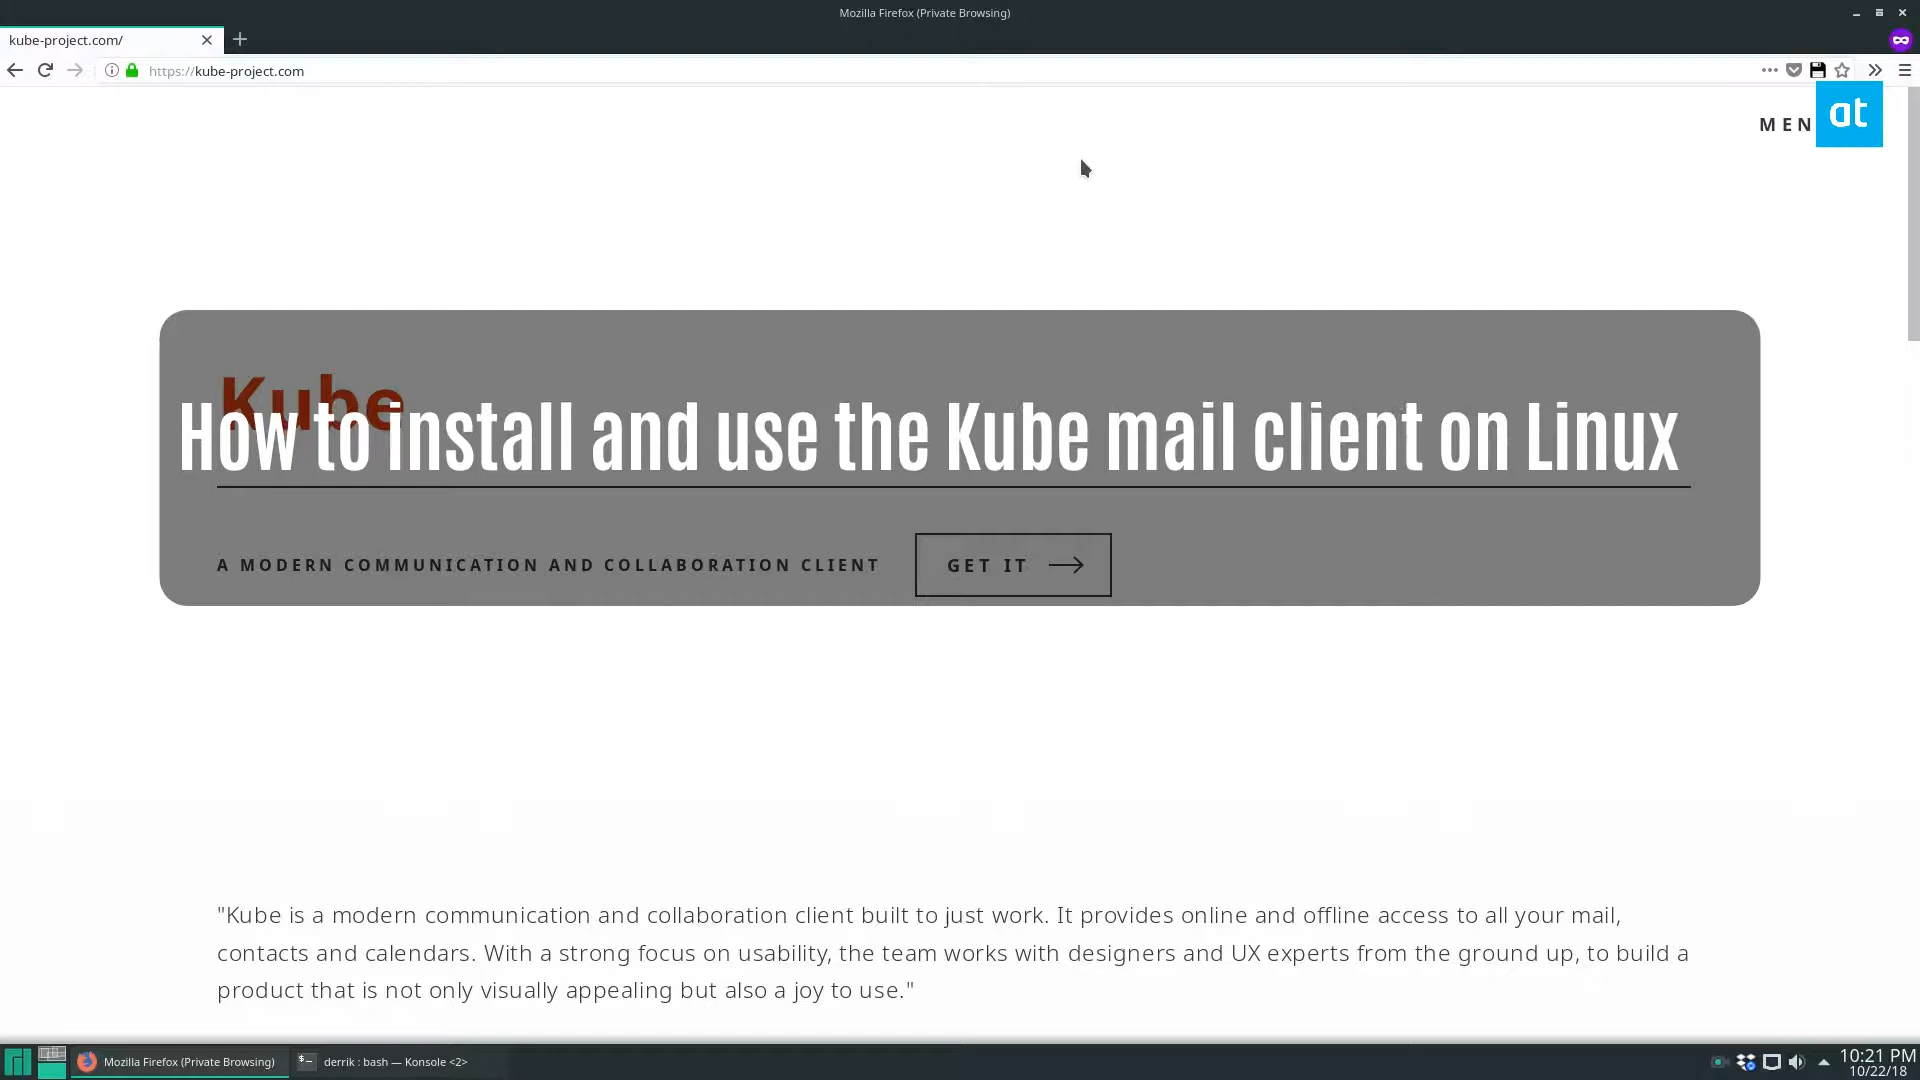 Mozilla Firefox (Private Browsing)
kube-project.com/
https://kube-project.com
MEN
at
Kube
How to install and use the Kube mail client on Linux
A MODERN COMMUNICATION AND COLLABORATION CLIENT
GET IT
"Kube is a modern communication and collaboration client built to just work. It provides online and offline access to all your mail,
contacts and calendars. With a strong focus on usability, the team works with designers and UX experts from the ground up, to build a
product that is not only visually appealing but also a joy to use."
Mozilla Firefox (Private Browsing)
derrik : bash — Konsole <2>
10:21 PM
10/22/18